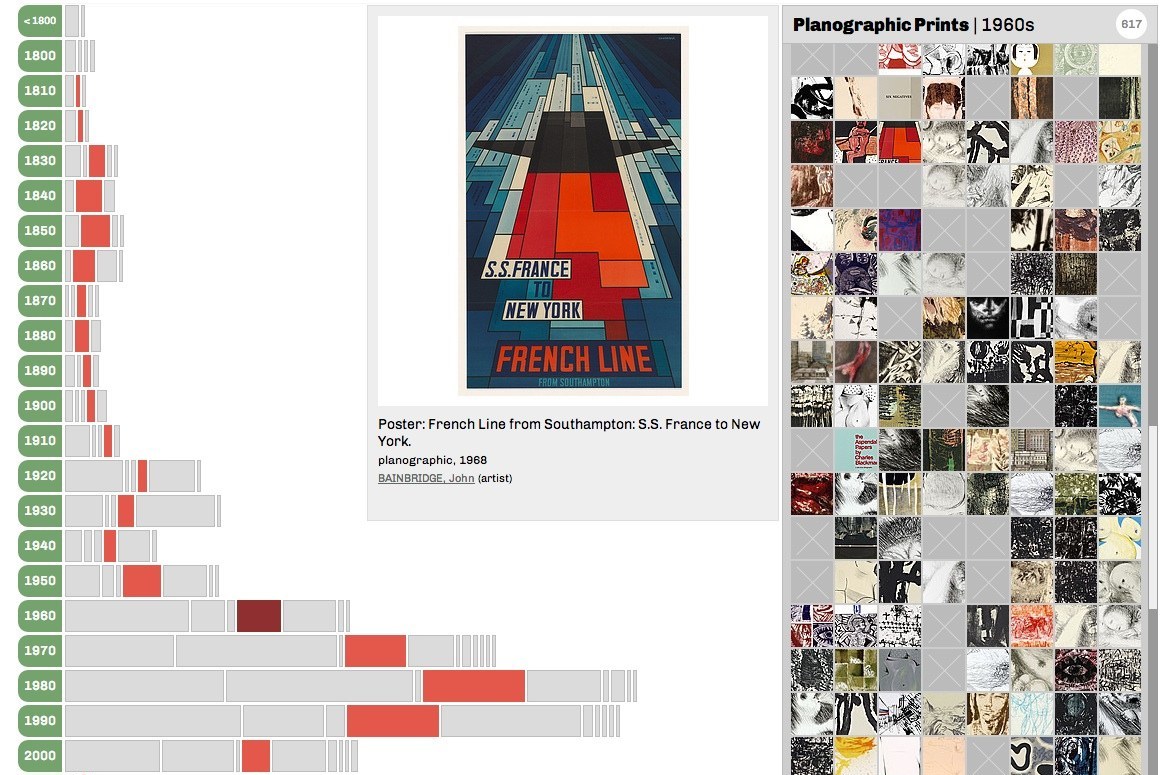 < 1800
1800
1810
1820
1830
1840
1850
1860
1870
1880
1890
1900
1910
1920
1930
1940
1950
1960
1970
1980
1990
2000
S.S. FRANCE
TO
NEW YORK
FRENCH LINE
FROM SOUTHAMPTON
Poster: French Line from Southampton: S.S. France to New
York.
planographic, 1968
BAINBRIDGE, John (artist)
Planographic Prints | 1960s
617
FRANCE
the
Aspendal
Papers
by
Charles
Blackman